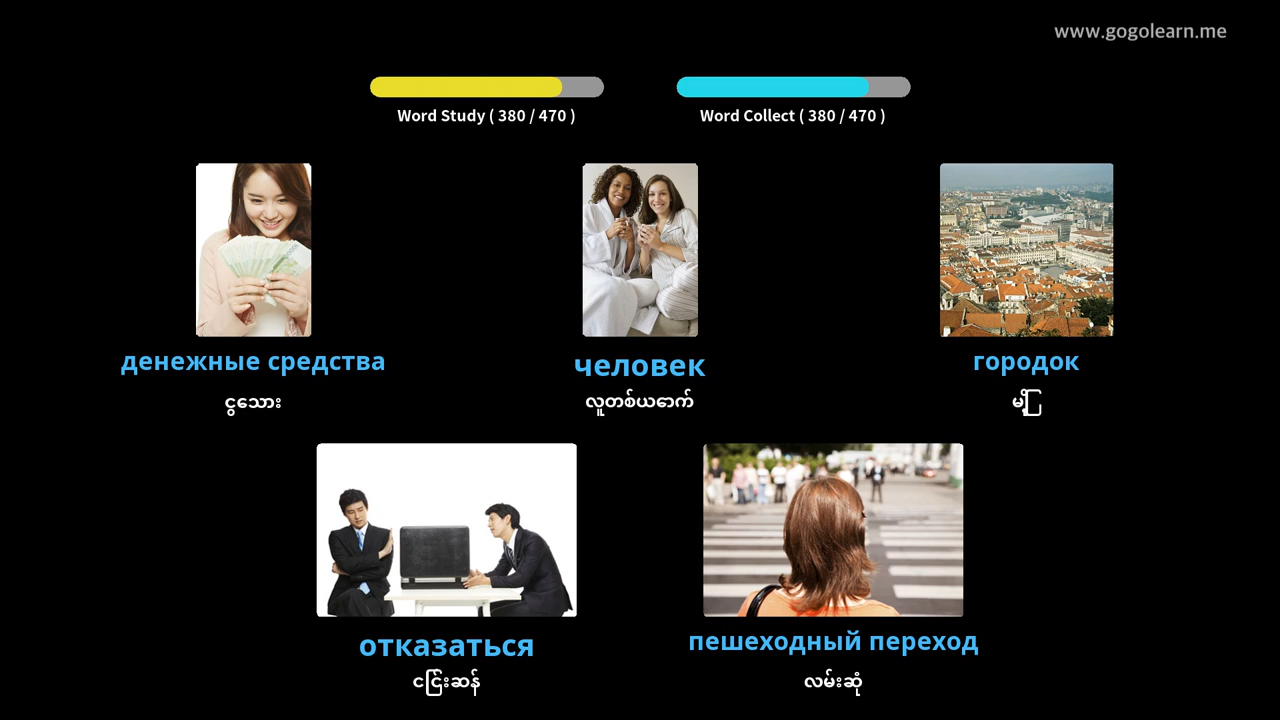 www.gogolearn.me
Word Study ( 380 / 470 )
Word Collect ( 380 / 470 )
денежные средства
ငွေသား
человек
လူတစ်ယောက်
городок
မြို့
отказаться
ငြင်းဆန်
пешеходный переход
လမ်းဆုံ